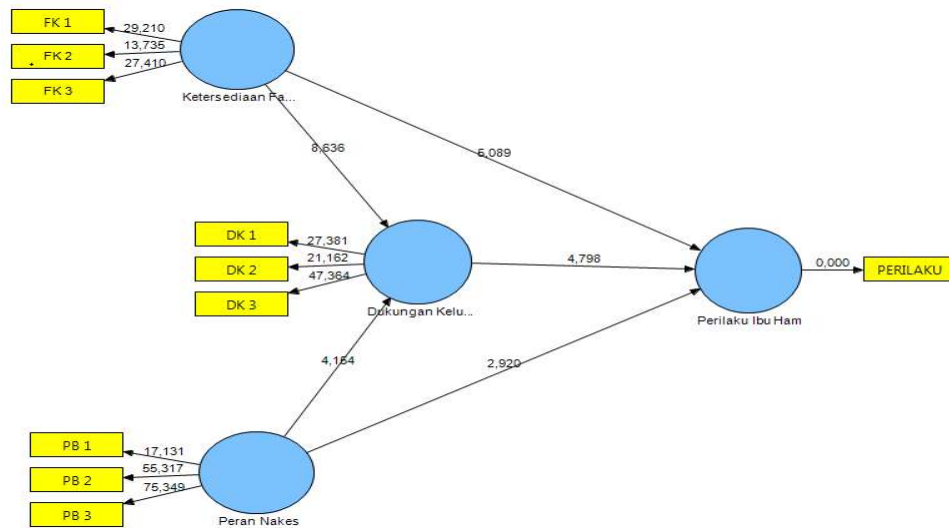 FK 1
29,210
FK 2
13,735
FK 3
27,410
Ketersediaan Fa...
8,636
5,089
DK 1
27,381
DK 2
21,162
DK 3
47,364
Dukungan Kelu...
4,798
0,000
PERILAKU
Perilaku Ibu Ham
4,154
2,920
PB 1
17,131
PB 2
55,317
PB 3
75,349
Peran Nakes